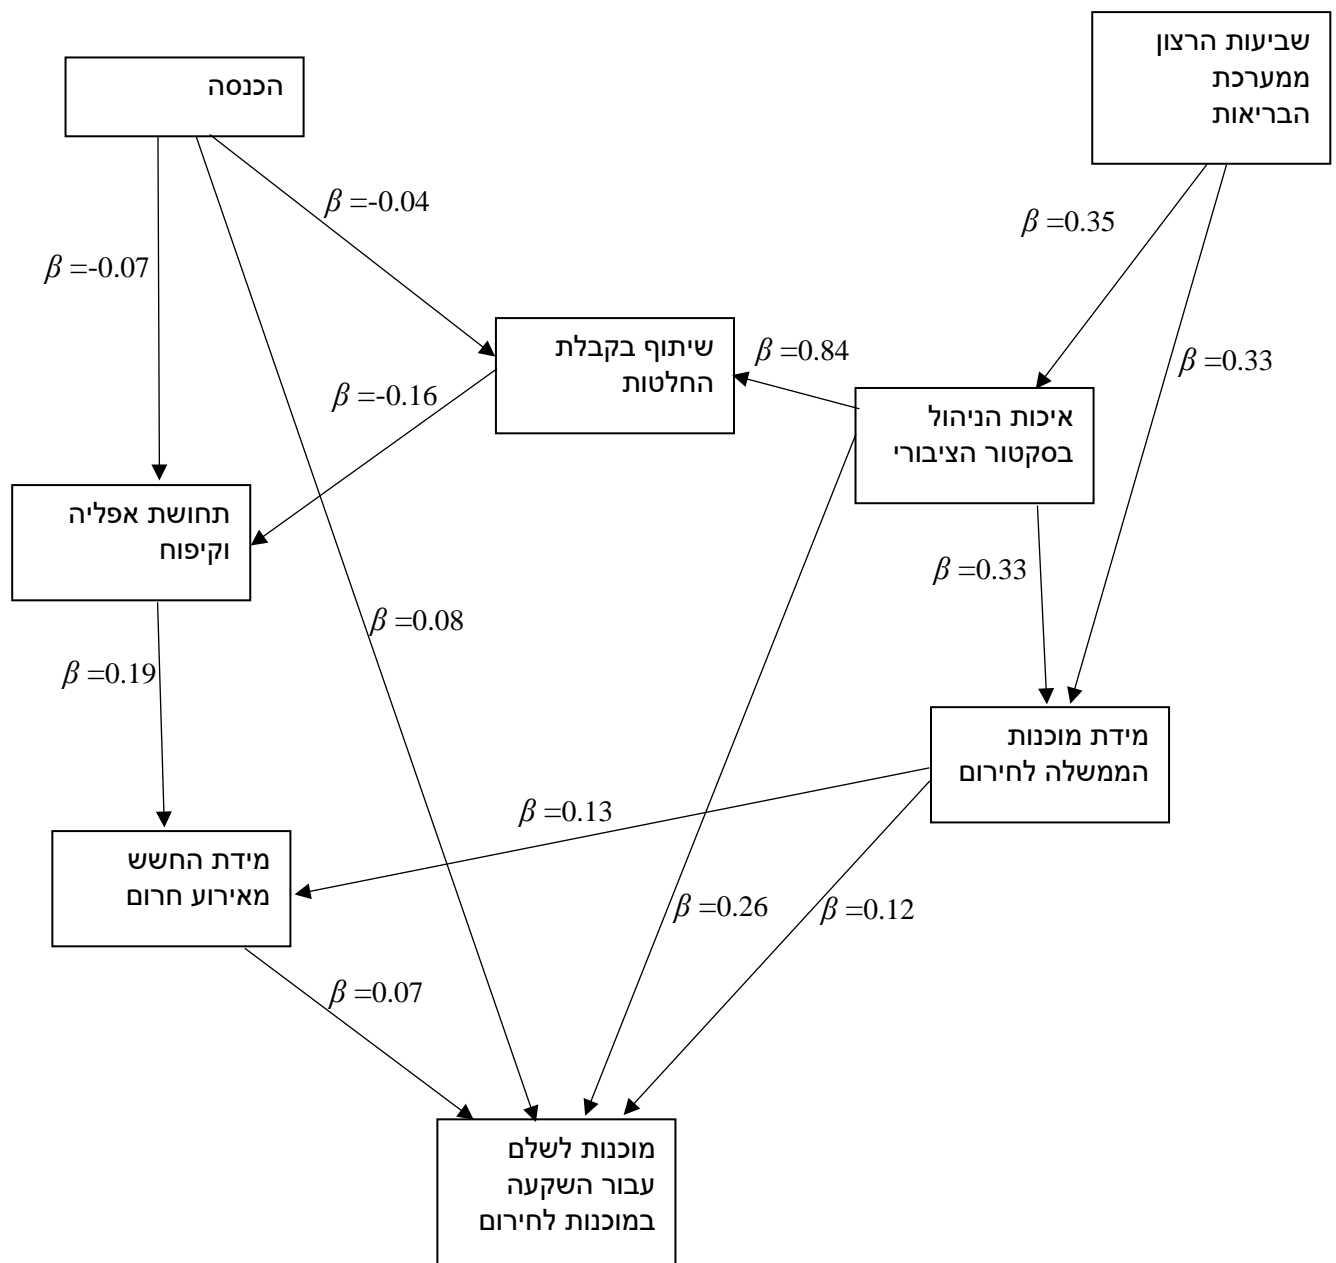 שביעות הרצון
ממערכת
הבריאות
הכנסה
β =-0.04
β =0.35
β =-0.07
שיתוף בקבלת
החלטות
β =0.84
β =0.33
β =-0.16
איכות הניהול
בסקטור הציבורי
תחושת אפליה
וקיפוח
β =0.33
β =0.08
β =0.19
מידת מוכנות
הממשלה לחירום
β =0.13
מידת החשש
מאירוע חרום
β =0.26
β =0.12
β =0.07
מוכנות לשלם
עבור השקעה
במוכנות לחירום